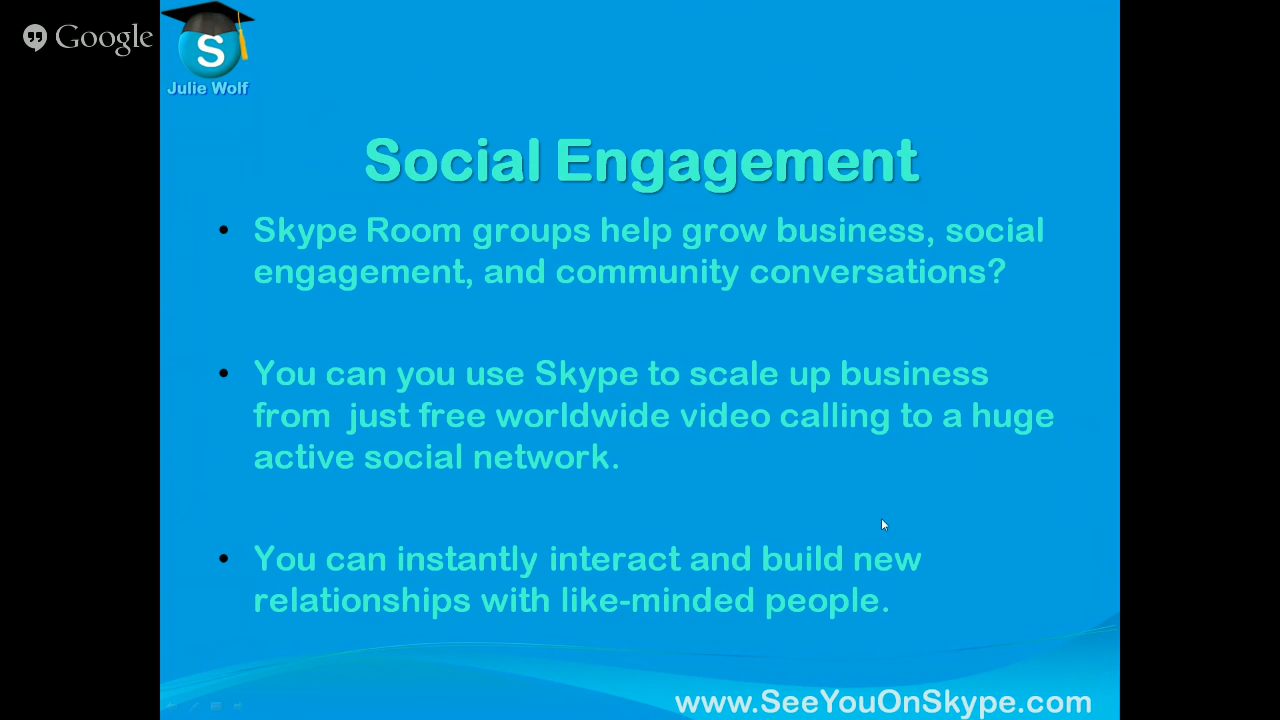 Google
S
Julie Wolf
Social Engagement
• Skype Room groups help grow business, social
engagement, and community conversations?
• You can you use Skype to scale up business
from  just free worldwide video calling to a huge
active social network.
• You can instantly interact and build new
relationships with like-minded people.
www.SeeYouOnSkype.com